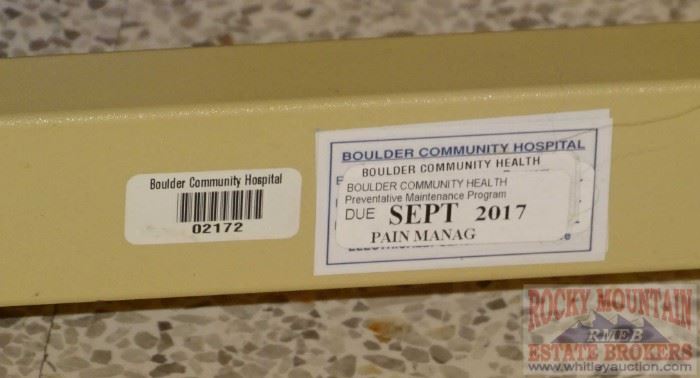 Boulder Community Hospital
02172
BOULDER COMMUNITY HOSPITAL
BOULDER COMMUNITY HEALTH
BOULDER COMMUNITY HEALTH
Preventative Maintenance Program
DUE SEPT 2017
PAIN MANAG
ROCKY MOUNTAIN
RMEB
ESTATE BROKERS
www.whitleyauction.com